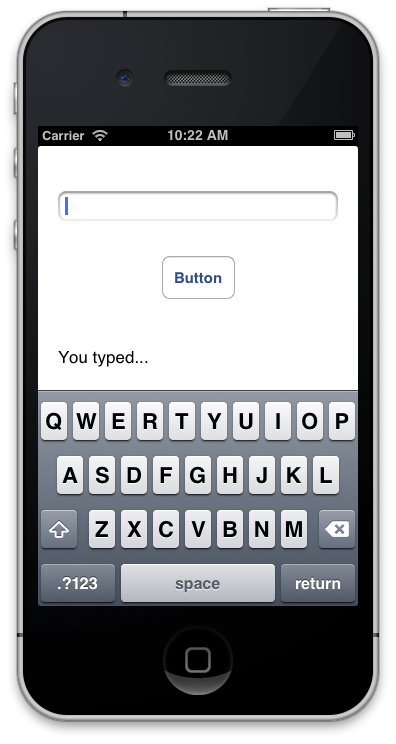 Carrier 10:22 AM
Button
You typed...
Q W E R T Y U I O P
A S D F G H J K L
Z X C V B N M
.?123 space return